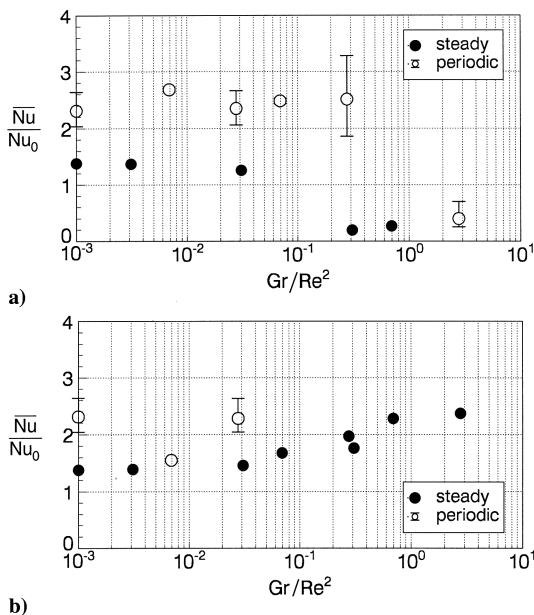 4
3
2
1
0
Nu
Nu0
steady
periodic
10-3
10-2
10-1
100
101
Gr/Re2
a)
4
3
2
1
0
Nu
Nu0
steady
periodic
10-3
10-2
10-1
100
101
Gr/Re2
b)